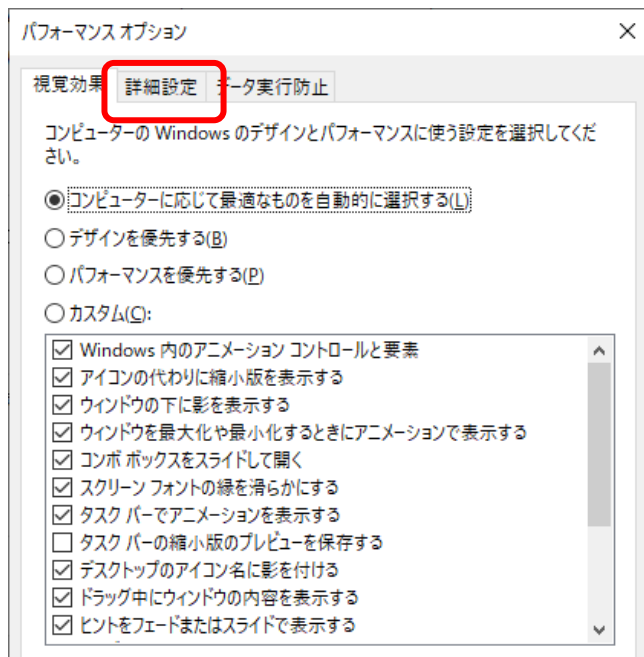 パフォーマンス オプション
視覚効果 詳細設定 データ実行防止
コンピューターの Windows のデザインとパフォーマンスに使う設定を選択してくだ
さい。
コンピューターに応じて最適なものを自動的に選択する(L)
デザインを優先する(B)
パフォーマンスを優先する(P)
カスタム(C):
Windows 内のアニメーション コントロールと要素
アイコンの代わりに縮小版を表示する
ウィンドウの下に影を表示する
ウィンドウを最大化や最小化するときにアニメーションで表示する
コンボ ボックスをスライドして開く
スクリーン フォントの縁を滑らかにする
タスク バーでアニメーションを表示する
タスク バーの縮小版のプレビューを保存する
デスクトップのアイコン名に影を付ける
ドラッグ中にウィンドウの内容を表示する
ヒントをフェードまたはスライドで表示する